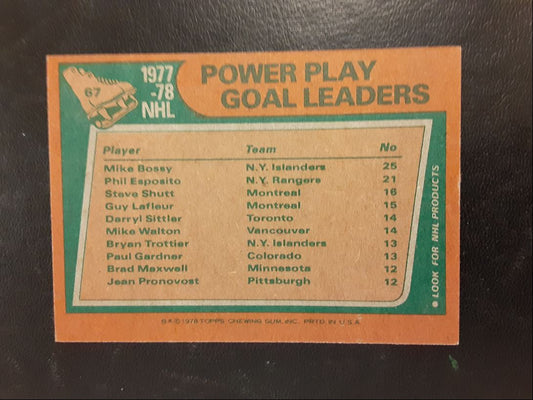 67
1977
-78
NHL
POWER PLAY
GOAL LEADERS
Player Team No
Mike Bossy N.Y. Islanders 25
Phil Esposito N.Y. Rangers 21
Steve Shutt Montreal 16
Guy Lafleur Montreal 15
Darryl Sittler Toronto 14
Mike Walton Vancouver 14
Bryan Trottier N.Y. Islanders 13
Paul Gardner Colorado 13
Brad Maxwell Minnesota 12
Jean Pronovost Pittsburgh 12
● LOOK FOR NHL PRODUCTS
© 1978 TOPPS CHEWING GUM, INC. PRTD. IN U.S.A.